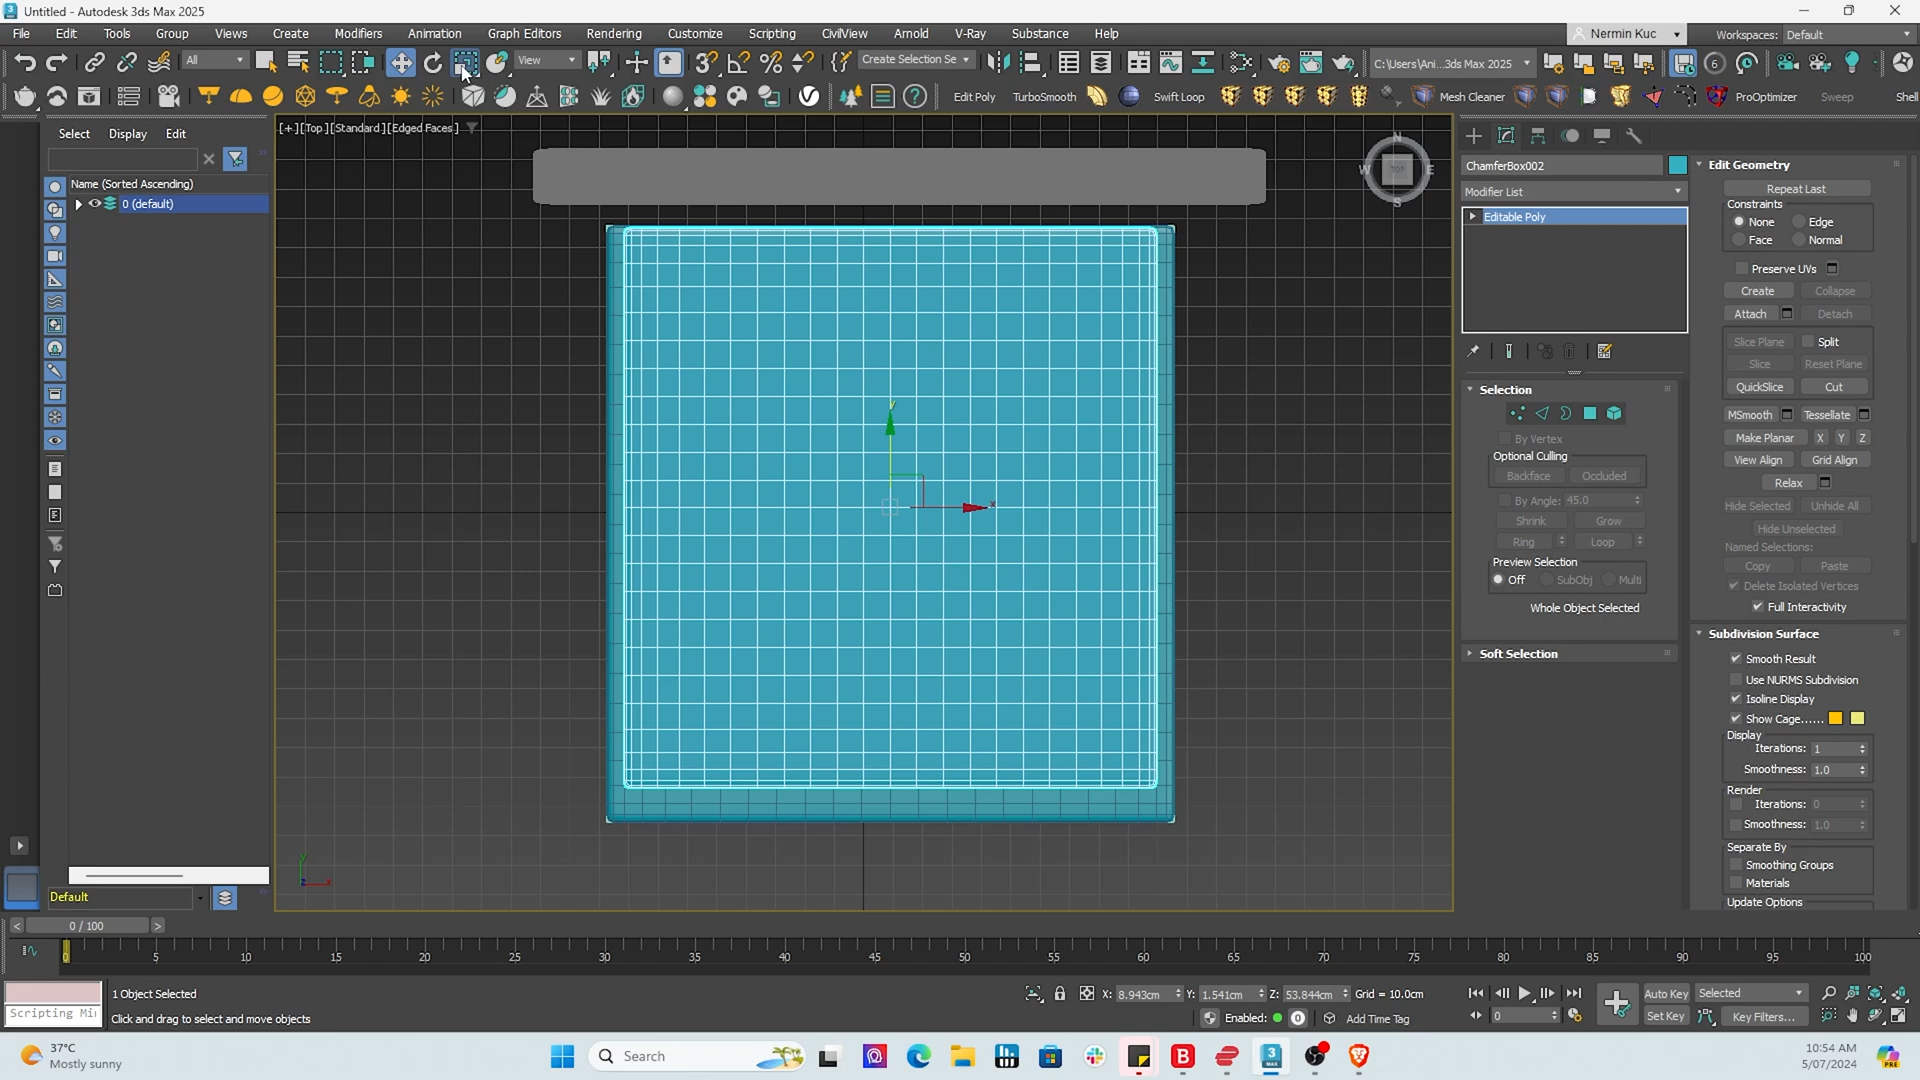 Untitled - Autodesk 3ds Max 2025
File Edit Tools Group Views Create Modifiers Animation Graph Editors Rendering Customize Scripting CivilView Arnold V-Ray Substance Help
Nermin Kuc
Workspaces: Default
All
View
Create Selection Se
C:\Users\Ani...3ds Max 2025
Edit Poly TurboSmooth Swift Loop Mesh Cleaner ProOptimizer Sweep Shell
Select Display Edit
Name (Sorted Ascending)
0 (default)
[+][Top][Standard][Edged Faces]
N
W TOP E
S
y
x
y
z x
ChamferBox002
Modifier List
Editable Poly
Selection
By Vertex
Optional Culling
Backface Occluded
By Angle: 45.0
Shrink Grow
Ring Loop
Preview Selection
Off SubObj Multi
Whole Object Selected
Soft Selection
Edit Geometry
Repeat Last
Constraints
None Edge
Face Normal
Preserve UVs
Create Collapse
Attach Detach
Slice Plane Split
Slice Reset Plane
QuickSlice Cut
MSmooth Tessellate
Make Planar X Y Z
View Align Grid Align
Relax
Hide Selected Unhide All
Hide Unselected
Named Selections:
Copy Paste
Delete Isolated Vertices
Full Interactivity
Subdivision Surface
Smooth Result
Use NURMS Subdivision
Isoline Display
Show Cage......
Display
Iterations: 1
Smoothness: 1.0
Render
Iterations: 0
Smoothness: 1.0
Separate By
Smoothing Groups
Materials
Update Options
Default
< 0 / 100 >
0 5 10 15 20 25 30 35 40 45 50 55 60 65 70 75 80 85 90 95 100
Scripting Mi
1 Object Selected
Click and drag to select and move objects
X: 8.943cm Y: 1.541cm Z: 53.844cm Grid = 10.0cm
Enabled: 0 Add Time Tag
0
Auto Key Selected
Set Key Key Filters...
37°C
Mostly sunny
Search
10:54 AM
5/07/2024